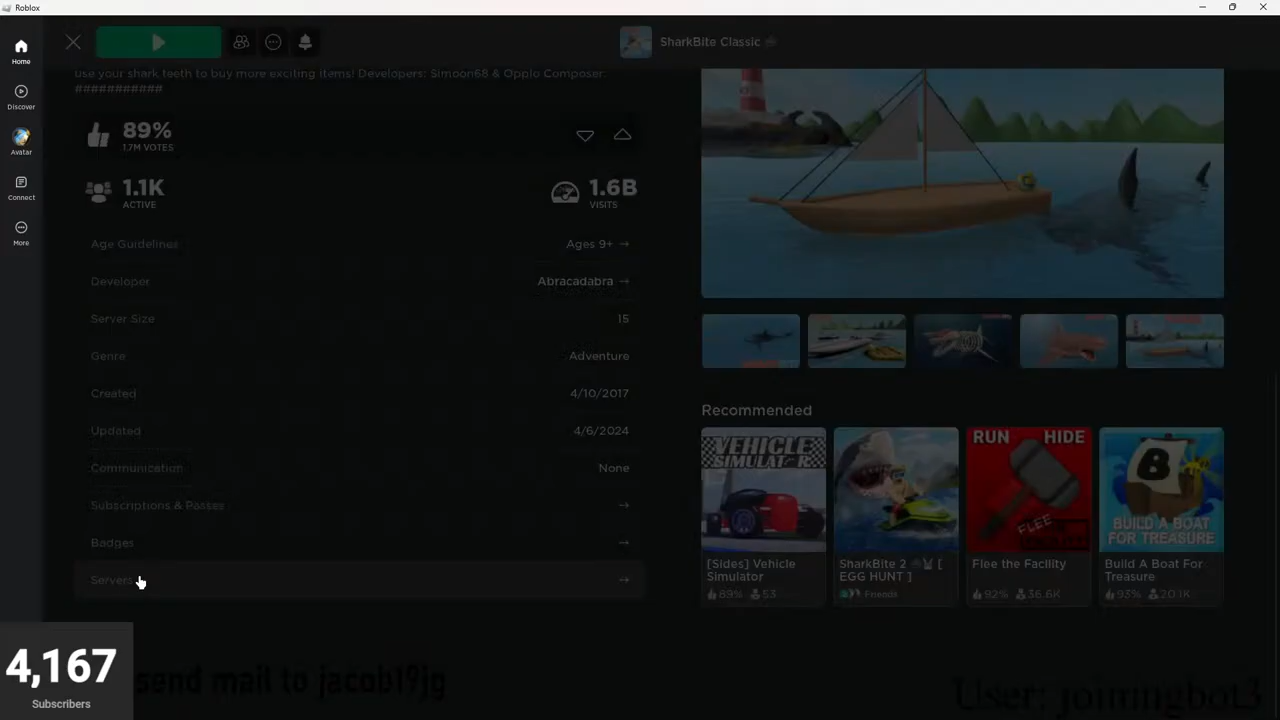 Roblox
Home
Discover
Avatar
Connect
More
SharkBite Classic
use your shark teeth to buy more exciting items! Developers: Simoon68 & Opplo Composer:
###########
89%
1.7M VOTES
1.1K
ACTIVE
1.6B
VISITS
Age Guidelines
Ages 9+ →
Developer
Abracadabra →
Server Size
15
Genre
Adventure
Created
4/10/2017
Updated
4/6/2024
Communication
None
Subscriptions & Passes
→
Badges
→
Servers
→
Recommended
VEHICLE
SIMULATOR
[Sides] Vehicle
Simulator
89% 53
SharkBite 2 [
EGG HUNT ]
Friends
RUN HIDE
FLEE
Flee the Facility
92% 36.6K
B
BUILD A BOAT
FOR TREASURE
Build A Boat For
Treasure
93% 20.1K
4,167
Subscribers
send mail to jacob19jg
User: joiningbot3